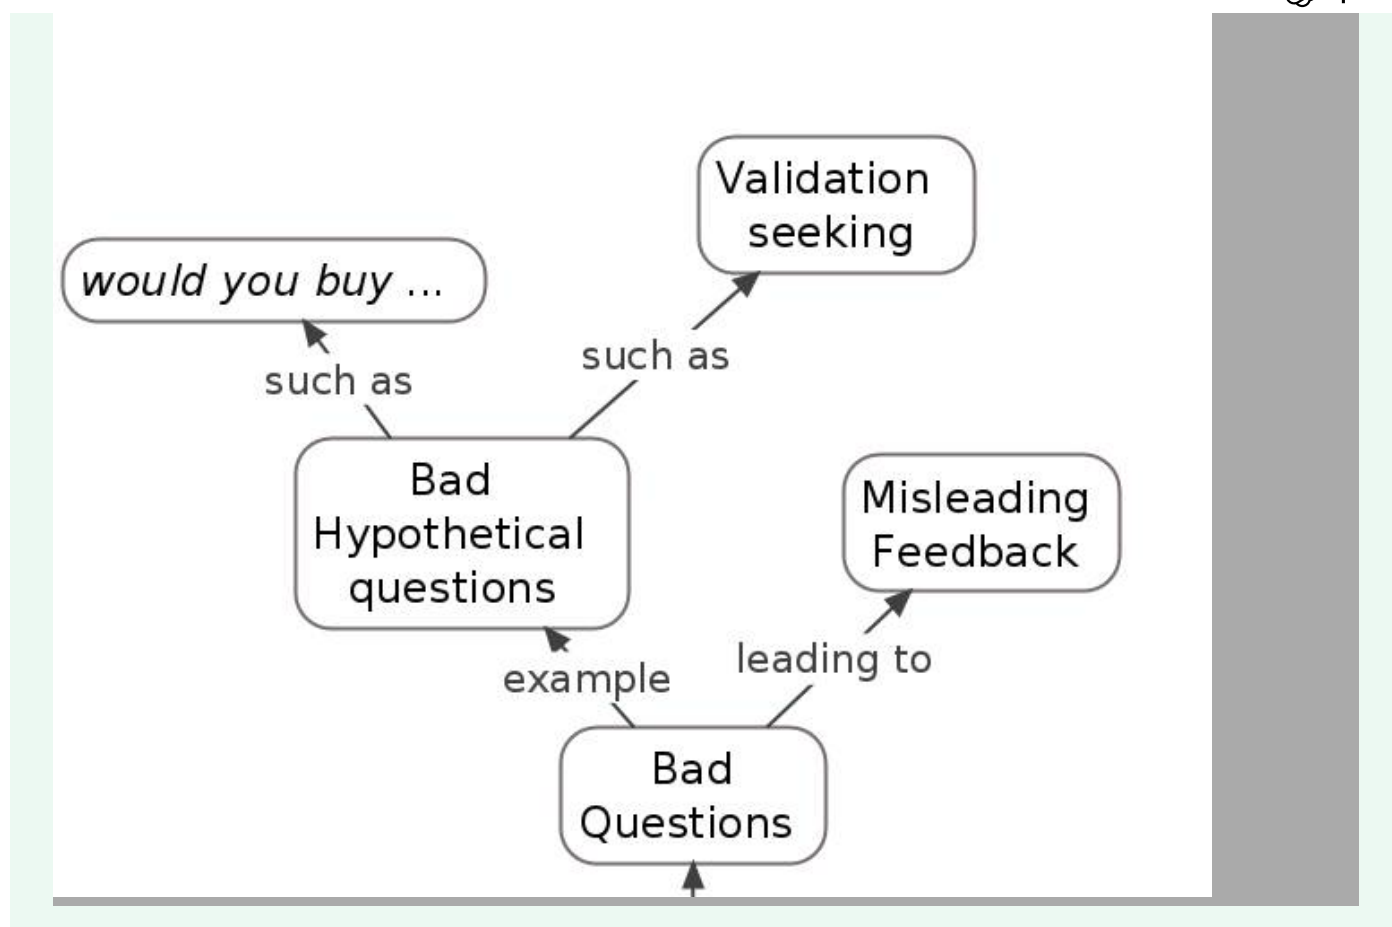 Validation
seeking
would you buy ...
such as
such as
Bad
Hypothetical
questions
Misleading
Feedback
example
leading to
Bad
Questions